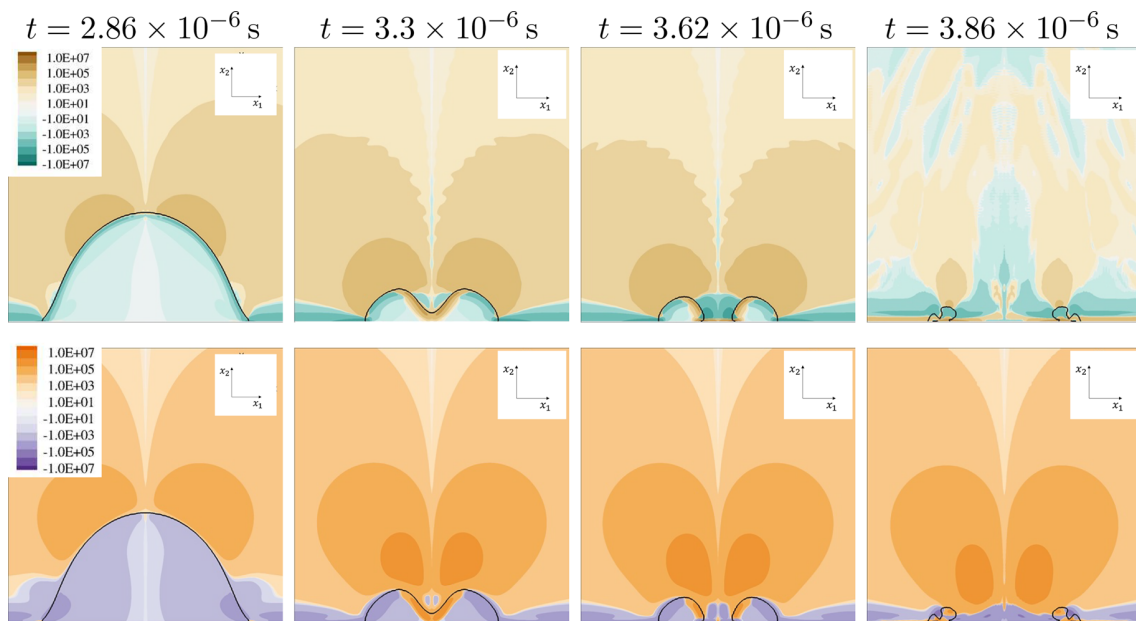 t = 2.86 × 10⁻⁶ s
t = 3.3 × 10⁻⁶ s
t = 3.62 × 10⁻⁶ s
t = 3.86 × 10⁻⁶ s
1.0E+07
1.0E+05
1.0E+03
1.0E+01
-1.0E+01
-1.0E+03
-1.0E+05
-1.0E+07
x₂
x₁
x₂
x₁
x₂
x₁
x₂
x₁
1.0E+07
1.0E+05
1.0E+03
1.0E+01
-1.0E+01
-1.0E+03
-1.0E+05
-1.0E+07
x₂
x₁
x₂
x₁
x₂
x₁
x₂
x₁